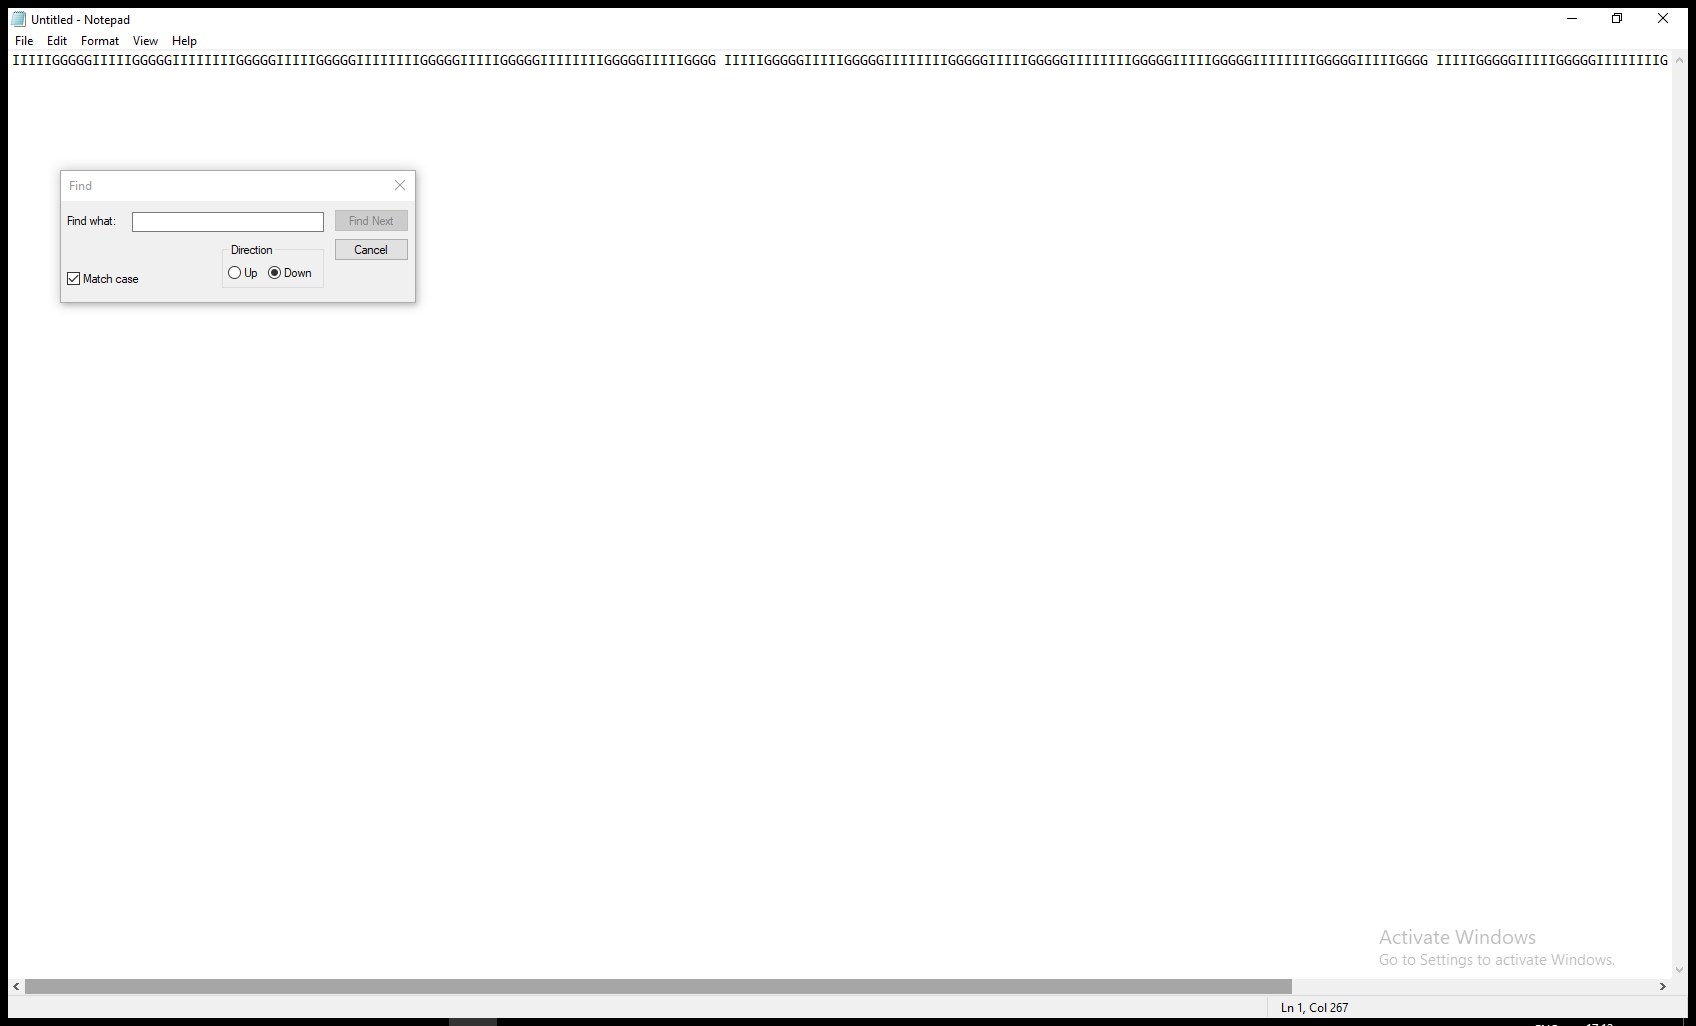 Untitled - Notepad
File Edit Format View Help
IIIIIGGGGGIIIIIGGGGGIIIIIIIIGGGGGIIIIIGGGGGIIIIIIIIGGGGGIIIIIGGGGGIIIIIIIIGGGGGIIIIIGGGG IIIIIGGGGGIIIIIGGGGGIIIIIIIIGGGGGIIIIIGGGGGIIIIIIIIGGGGGIIIIIGGGGGIIIIIIIIGGGGGIIIIIGGGG IIIIIGGGGGIIIIIGGGGGIIIIIIIIG
Find
Find what: Find Next
Direction Cancel
Up Down
Match case
Activate Windows
Go to Settings to activate Windows.
Ln 1, Col 267